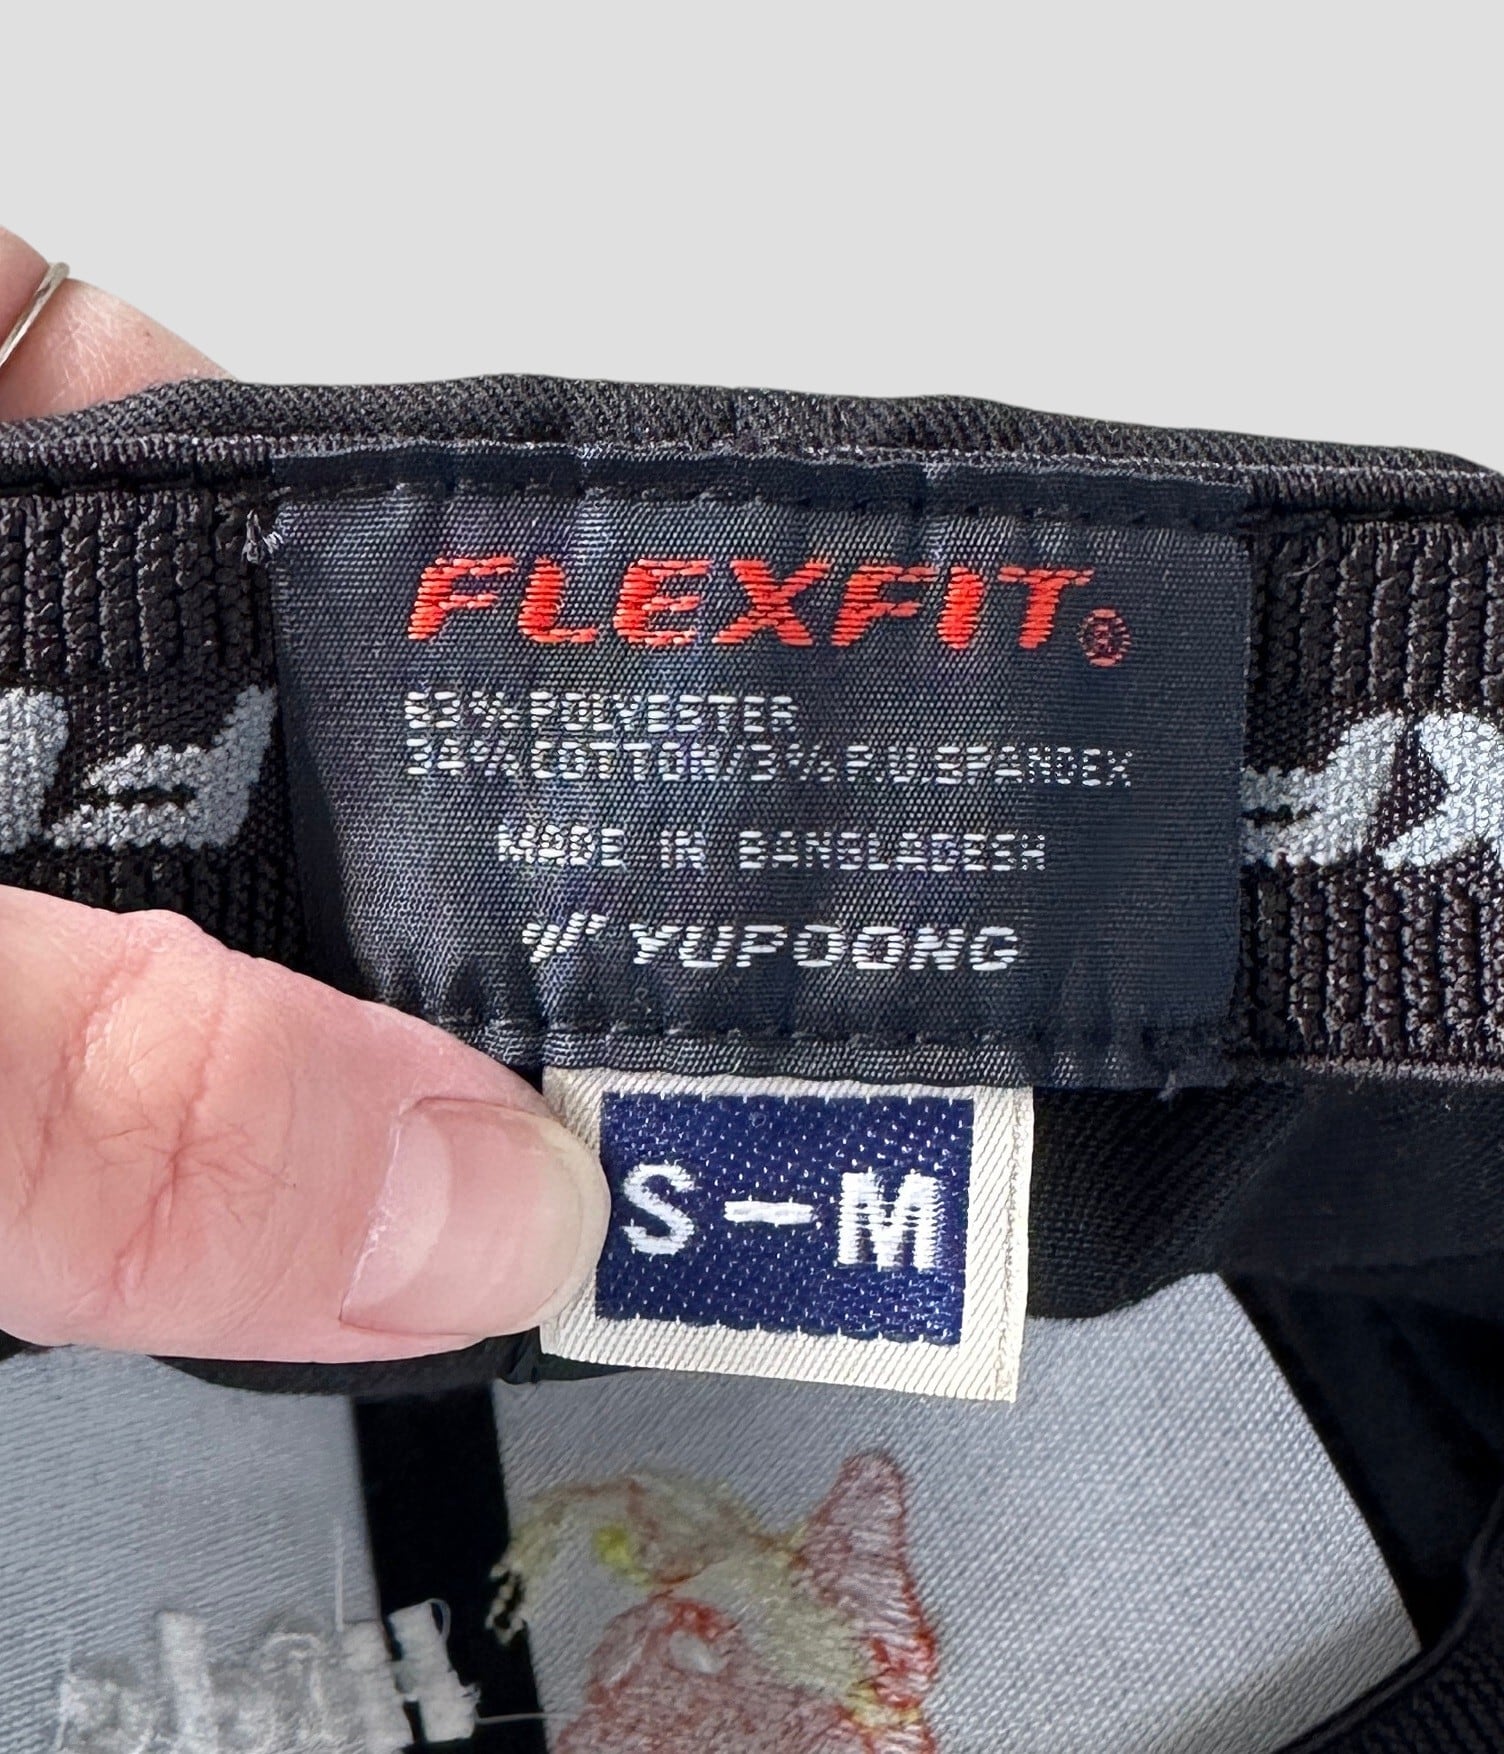 FLEXFIT®
63% POLYESTER
34% COTTON/3% P.U.SPANDEX
MADE IN BANGLADESH
YUPOONG
S-M